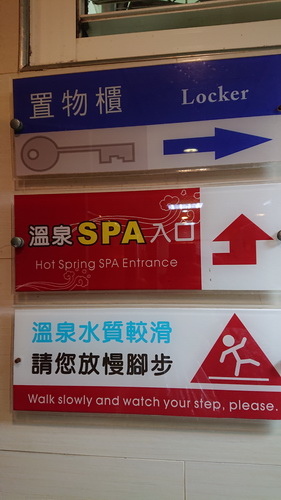 置物櫃 Locker
溫泉SPA入口
Hot Spring SPA Entrance
溫泉水質較滑
請您放慢腳步
Walk slowly and watch your step, please.